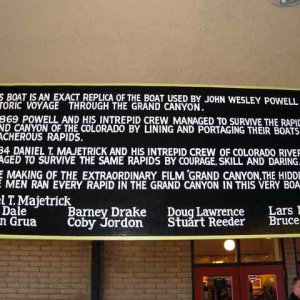 S BOAT IS AN EXACT REPLICA OF THE BOAT USED BY JOHN WESLEY POWELL
TORIC VOYAGE THROUGH THE GRAND CANYON.
869 POWELL AND HIS INTREPID CREW MANAGED TO SURVIVE THE RAPID
ND CANYON OF THE COLORADO BY LINING AND PORTAGING THEIR BOATS
ACHEROUS RAPIDS.
84 DANIEL T. MAJETRICK AND HIS INTREPID CREW OF COLORADO RIVER
AGED TO SURVIVE THE SAME RAPIDS BY COURAGE, SKILL AND DARING.
E MAKING OF THE EXTRAORDINARY FILM "GRAND CANYON, THE HIDD
E MEN RAN EVERY RAPID IN THE GRAND CANYON IN THIS VERY BOA
el T. Majetrick
Dale Barney Drake Doug Lawrence Lars
n Grua Coby Jordon Stuart Reeder Bruce